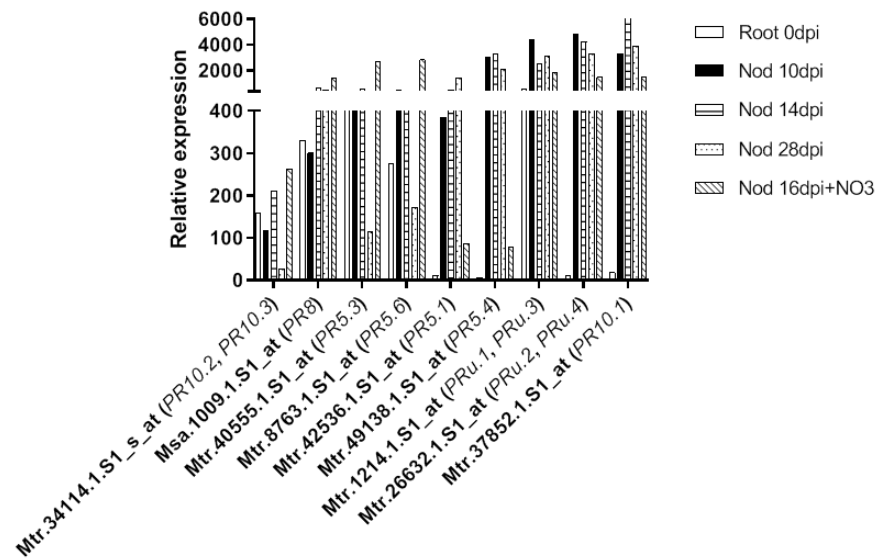 Relative expression
6000
4000
2000
400
300
200
100
0
Mtr.34114.1.S1_s_at (PR10.2, PR10.3)
Msa.1009.1.S1_at (PR8)
Mtr.40555.1.S1_at (PR5.3)
Mtr.8763.1.S1_at (PR5.6)
Mtr.42536.1.S1_at (PR5.1)
Mtr.49138.1.S1_at (PR5.4)
Mtr.1214.1.S1_at (PRu.1, PRu.3)
Mtr.26632.1.S1_at (PRu.2, PRu.4)
Mtr.37852.1.S1_at (PR10.1)
Root 0dpi
Nod 10dpi
Nod 14dpi
Nod 28dpi
Nod 16dpi+NO3